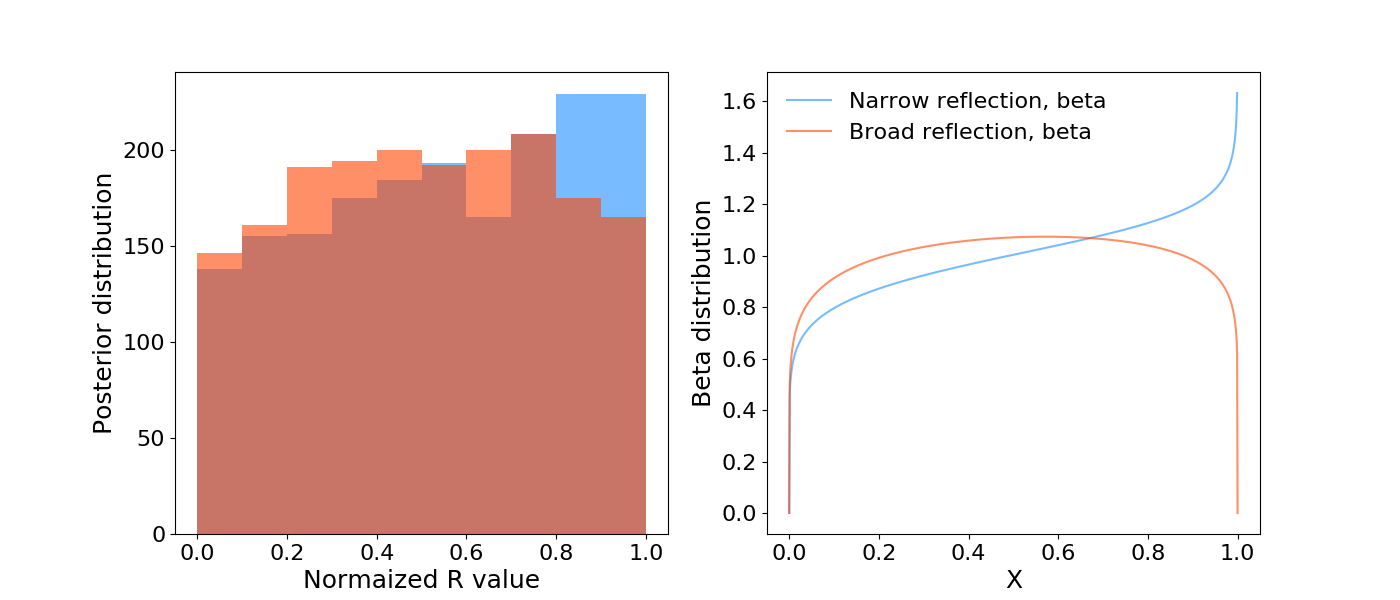 Posterior distribution
200
150
100
50
0
0.0 0.2 0.4 0.6 0.8 1.0
Normaized R value
Beta distribution
1.6
1.4
1.2
1.0
0.8
0.6
0.4
0.2
0.0
Narrow reflection, beta
Broad reflection, beta
0.0 0.2 0.4 0.6 0.8 1.0
X